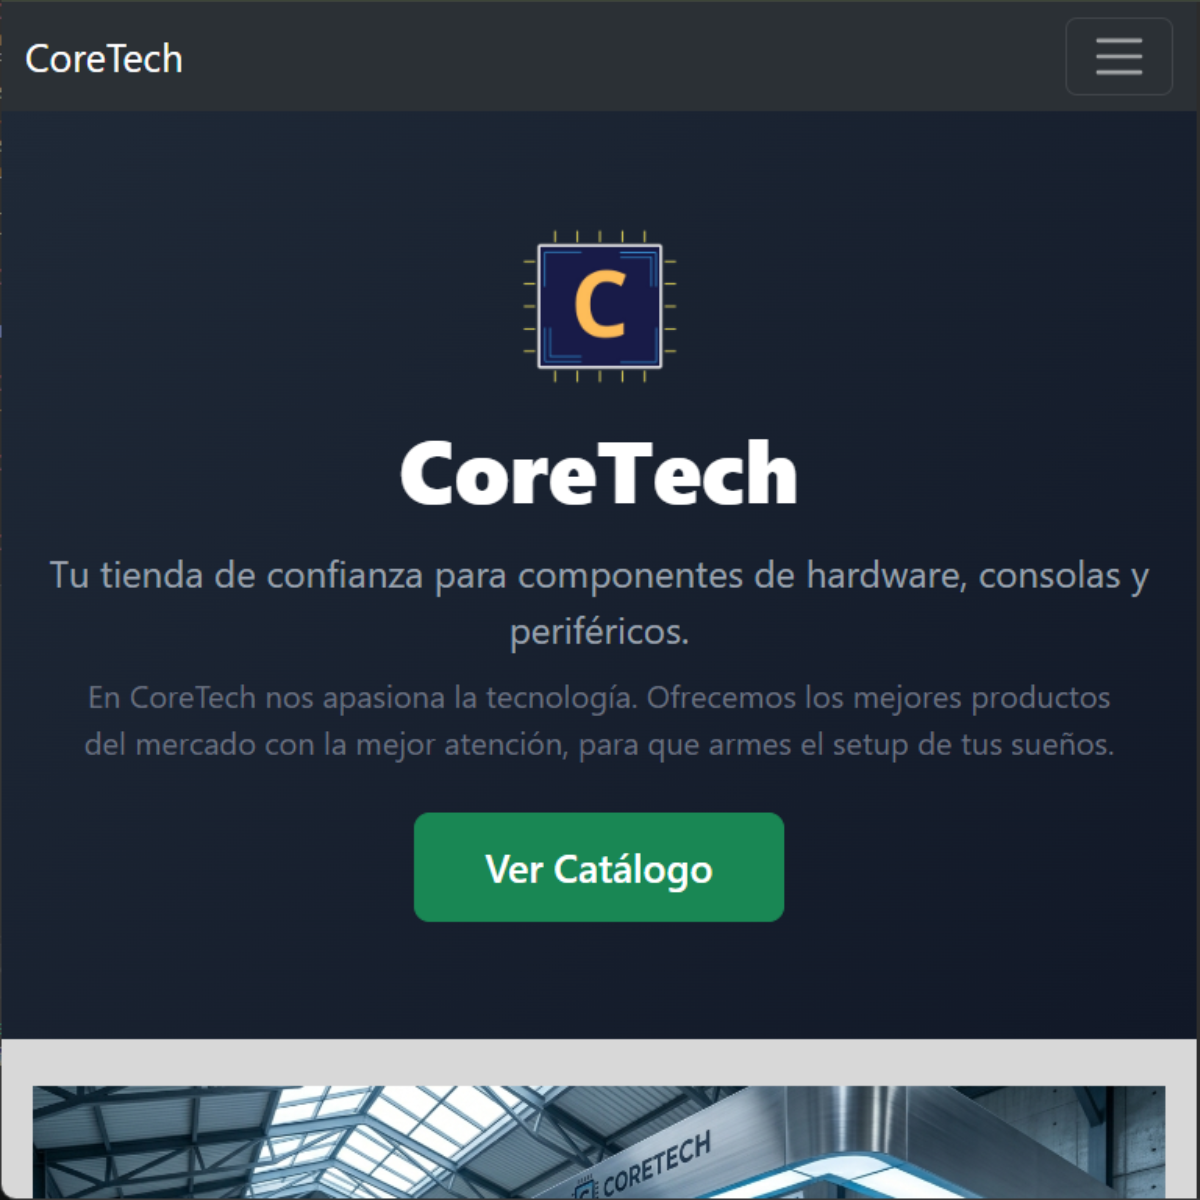 CoreTech
C
CoreTech
Tu tienda de confianza para componentes de hardware, consolas y
periféricos.
En CoreTech nos apasiona la tecnología. Ofrecemos los mejores productos
del mercado con la mejor atención, para que armes el setup de tus sueños.
Ver Catálogo
CORETECH